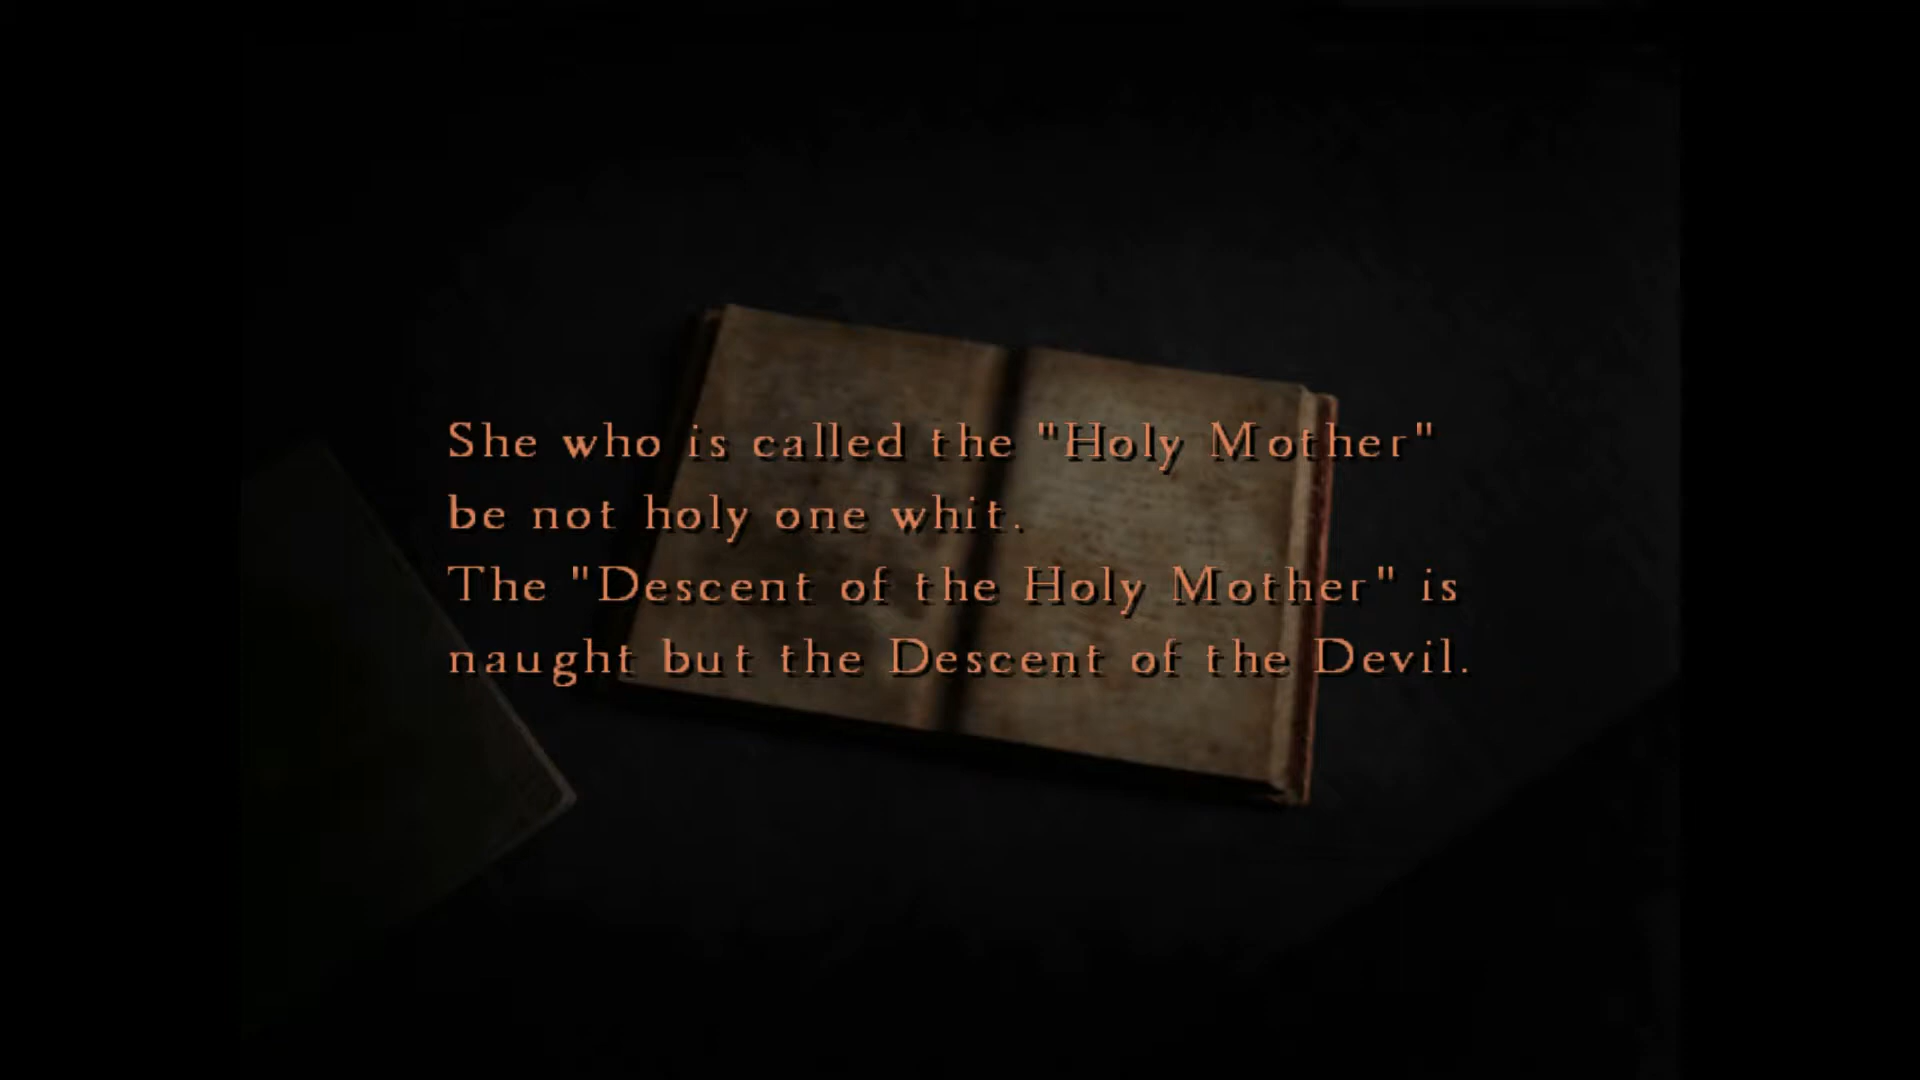 She who is called the "Holy Mother"
be not holy one whit.
The "Descent of the Holy Mother" is
naught but the Descent of the Devil.